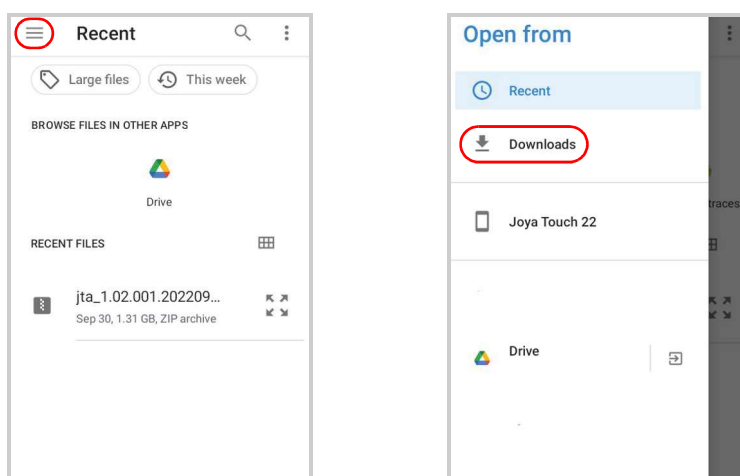 Recent
Large files
This week
BROWSE FILES IN OTHER APPS
Drive
RECENT FILES
jta_1.02.001.202209...
Sep 30, 1.31 GB, ZIP archive
Open from
Recent
Downloads
Joya Touch 22
Drive
traces